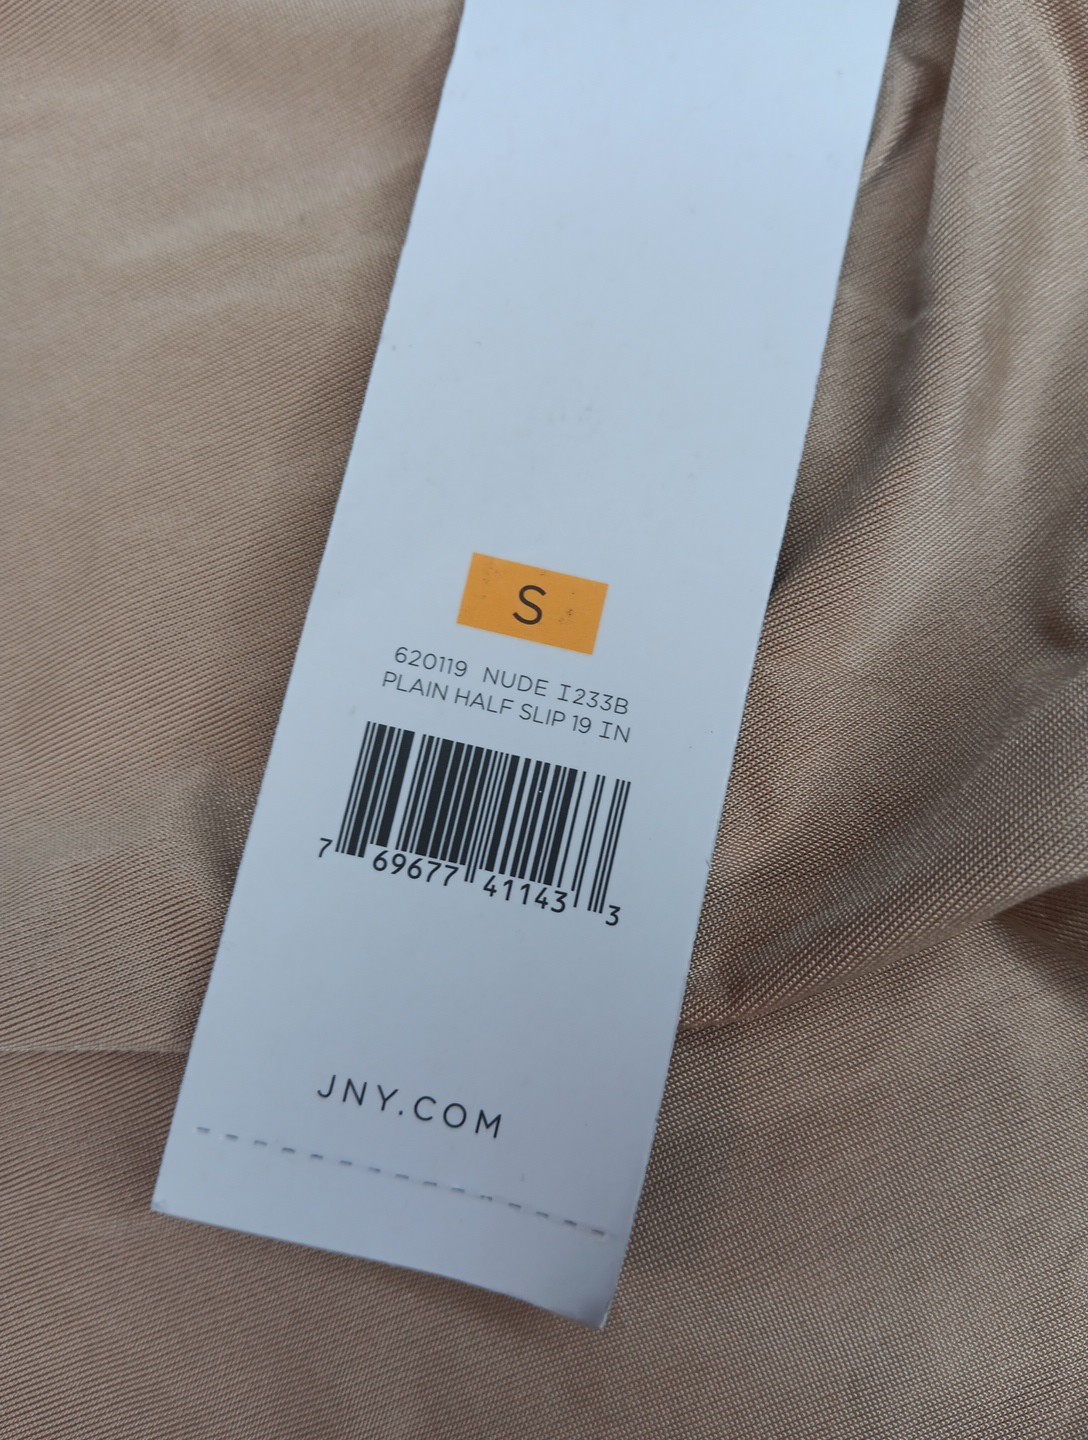 S
620119 NUDE I233B
PLAIN HALF SLIP 19 IN
7 69677 41143 3
JNY.COM